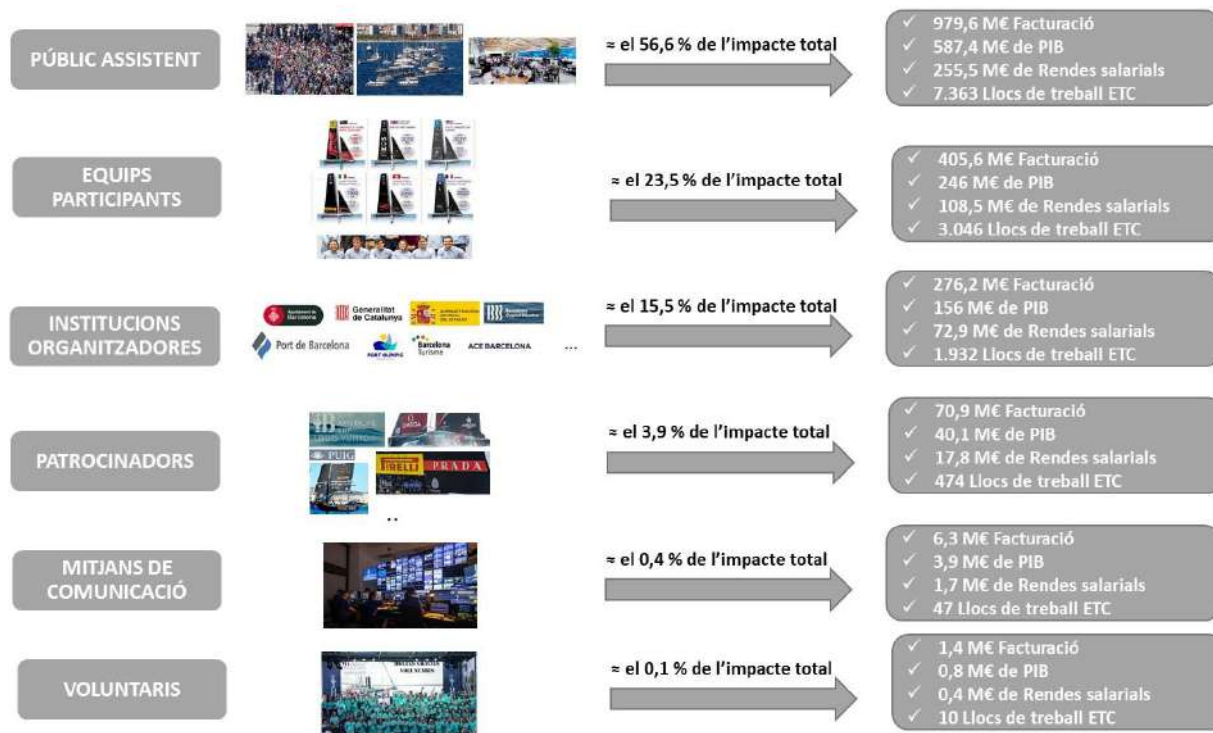 PÚBLIC ASSISTENT
≈ el 56,6 % de l'impacte total
✓ 979,6 M€ Facturació
✓ 587,4 M€ de PIB
✓ 255,5 M€ de Rendes salarials
✓ 7.363 Llocs de treball ETC
EQUIPS
PARTICIPANTS
≈ el 23,5 % de l'impacte total
✓ 405,6 M€ Facturació
✓ 246 M€ de PIB
✓ 108,5 M€ de Rendes salarials
✓ 3.046 Llocs de treball ETC
INSTITUCIONS
ORGANITZADORES
Ajuntament de
Barcelona
Generalitat
de Catalunya
Port de Barcelona
PORT OLÍMPIC
Barcelona
Turisme
ACE BARCELONA
...
≈ el 15,5 % de l'impacte total
✓ 276,2 M€ Facturació
✓ 156 M€ de PIB
✓ 72,9 M€ de Rendes salarials
✓ 1.932 Llocs de treball ETC
PATROCINADORS
LOUIS VUITTON
PUIG
PIRELLI
PRADA
..
≈ el 3,9 % de l'impacte total
✓ 70,9 M€ Facturació
✓ 40,1 M€ de PIB
✓ 17,8 M€ de Rendes salarials
✓ 474 Llocs de treball ETC
MITJANS DE
COMUNICACIÓ
≈ el 0,4 % de l'impacte total
✓ 6,3 M€ Facturació
✓ 3,9 M€ de PIB
✓ 1,7 M€ de Rendes salarials
✓ 47 Llocs de treball ETC
VOLUNTARIS
≈ el 0,1 % de l'impacte total
✓ 1,4 M€ Facturació
✓ 0,8 M€ de PIB
✓ 0,4 M€ de Rendes salarials
✓ 10 Llocs de treball ETC